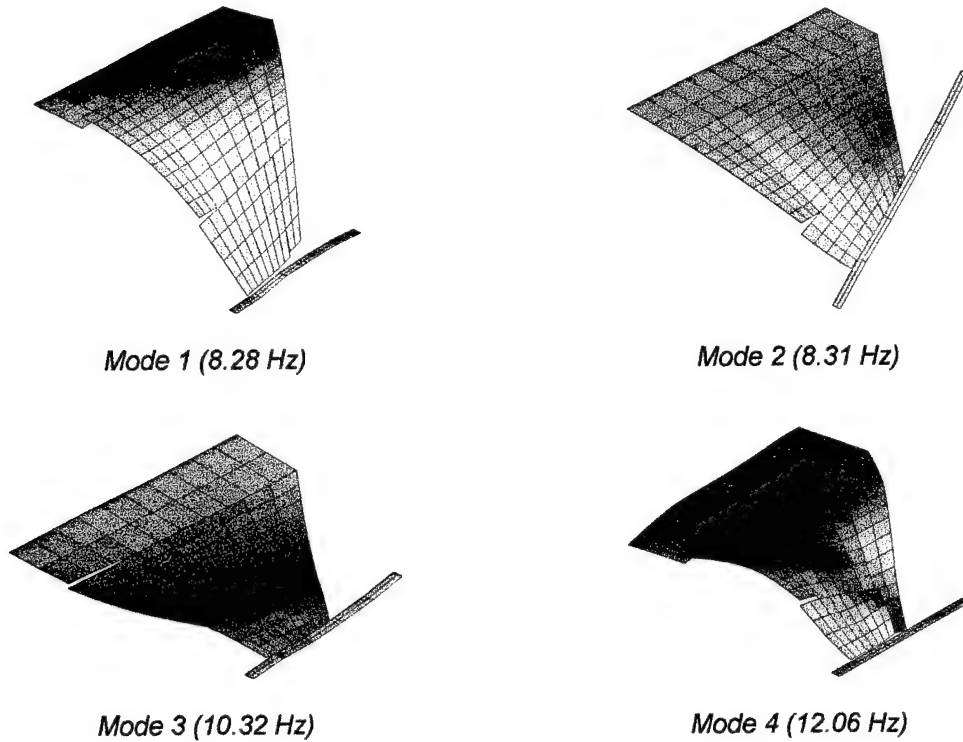 Mode 1 (8.28 Hz)
Mode 2 (8.31 Hz)
Mode 3 (10.32 Hz)
Mode 4 (12.06 Hz)